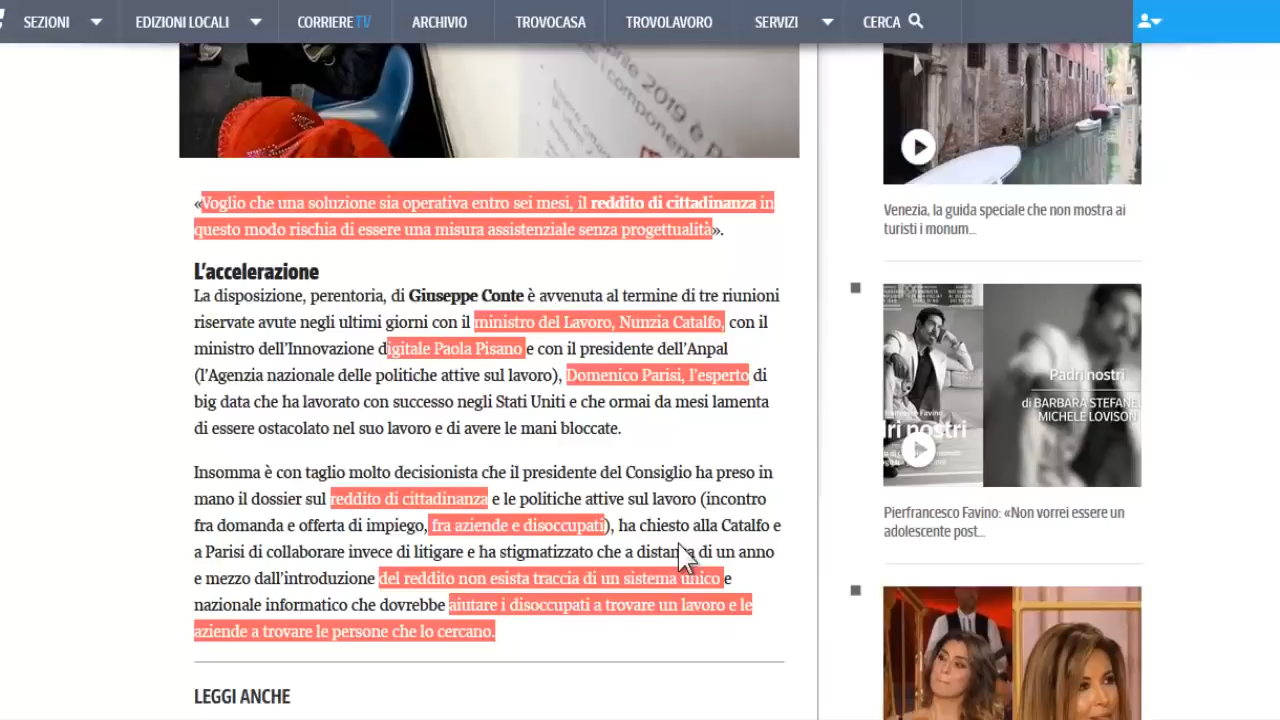 SEZIONI EDIZIONI LOCALI CORRIERE TV ARCHIVIO TROVOCASA TROVOLAVORO SERVIZI CERCA
aprile 2019 è
«Voglio che una soluzione sia operativa entro sei mesi, il reddito di cittadinanza in
questo modo rischia di essere una misura assistenziale senza progettualità».
L’accelerazione
La disposizione, perentoria, di Giuseppe Conte è avvenuta al termine di tre riunioni
riservate avute negli ultimi giorni con il ministro del Lavoro, Nunzia Catalfo, con il
ministro dell’Innovazione digitale Paola Pisano e con il presidente dell’Anpal
(l’Agenzia nazionale delle politiche attive sul lavoro), Domenico Parisi, l’esperto di
big data che ha lavorato con successo negli Stati Uniti e che ormai da mesi lamenta
di essere ostacolato nel suo lavoro e di avere le mani bloccate.
Insomma è con taglio molto decisionista che il presidente del Consiglio ha preso in
mano il dossier sul reddito di cittadinanza e le politiche attive sul lavoro (incontro
fra domanda e offerta di impiego, fra aziende e disoccupati), ha chiesto alla Catalfo e
a Parisi di collaborare invece di litigare e ha stigmatizzato che a distanza di un anno
e mezzo dall’introduzione del reddito non esista traccia di un sistema unico e
nazionale informatico che dovrebbe aiutare i disoccupati a trovare un lavoro e le
aziende a trovare le persone che lo cercano.
LEGGI ANCHE
Venezia, la guida speciale che non mostra ai
turisti i monum...
Padri nostri
di BARBARA STEFANE
MICHELE LOVISON
dri nostri
Pierfrancesco Favino: «Non vorrei essere un
adolescente post...